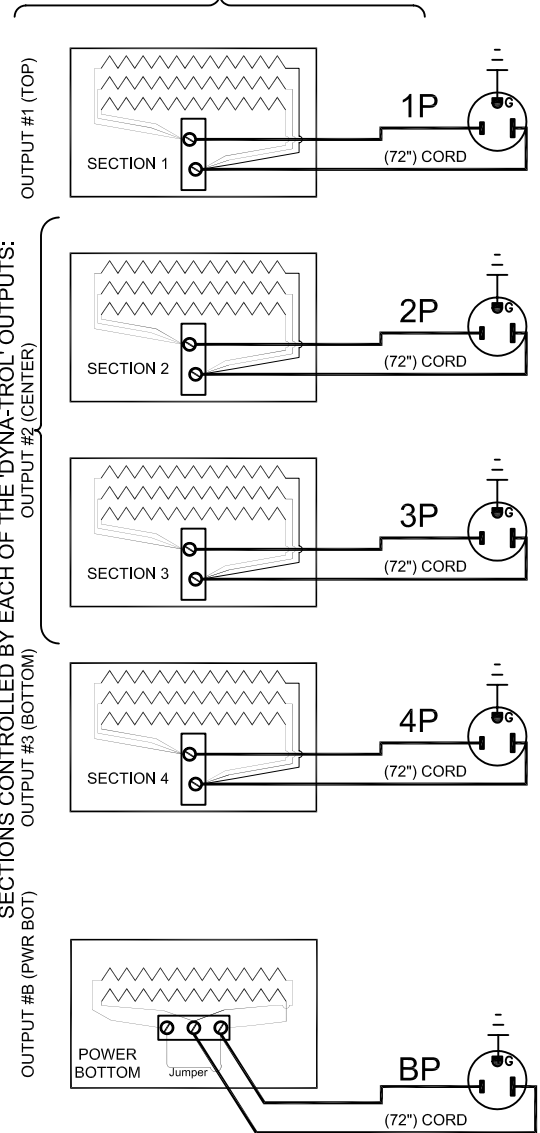 SECTIONS CONTROLLED BY EACH OF THE 'DYNA-TROL' OUTPUTS:
OUTPUT #1 (TOP)
SECTION 1
1P
(72") CORD
G
OUTPUT #2 (CENTER)
SECTION 2
2P
(72") CORD
G
SECTION 3
3P
(72") CORD
G
OUTPUT #3 (BOTTOM)
SECTION 4
4P
(72") CORD
G
OUTPUT #B (PWR BOT)
POWER
BOTTOM
Jumper
BP
(72") CORD
G